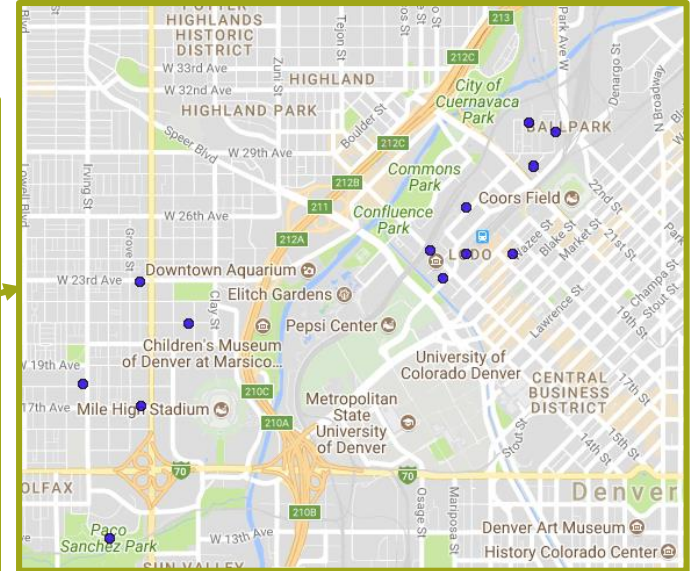 HIGHLANDS
HISTORIC
DISTRICT
213
Park Ave W
Denargo St
Broadway
N Broadw
Tejon St
212C
W 33rd Ave
W 32nd Ave
Zuni St
HIGHLAND
HIGHLAND PARK
City of
Cuernavaca
Park
Boulder St
BALLPARK
Speer Blvd
W 29th Ave
212C
Commons
Park
212B
Lowell Blvd
Irving St
22nd St
Coors Field
211
W 26th Ave
Confluence
Park
21st St
212A
Grove St
LODO
Wazee St
Blake St
Market St
Downtown Aquarium
W 23rd Ave
Elitch Gardens
Clay St
Champa St
Stout St
Lawrence St
19th St
Pepsi Center
Children's Museum
of Denver at Marsico...
University of
Colorado Denver
W 19th Ave
CENTRAL
BUSINESS
DISTRICT
17th St
210C
Metropolitan
State
University
of Denver
17th Ave
Mile High Stadium
210A
15th St
14th St
Stout St
70
70
OLFAX
Denver
Osage St
Mariposa St
210B
Paco
Sanchez Park
W 13th Ave
Denver Art Museum
History Colorado Center
SUN VALLEY